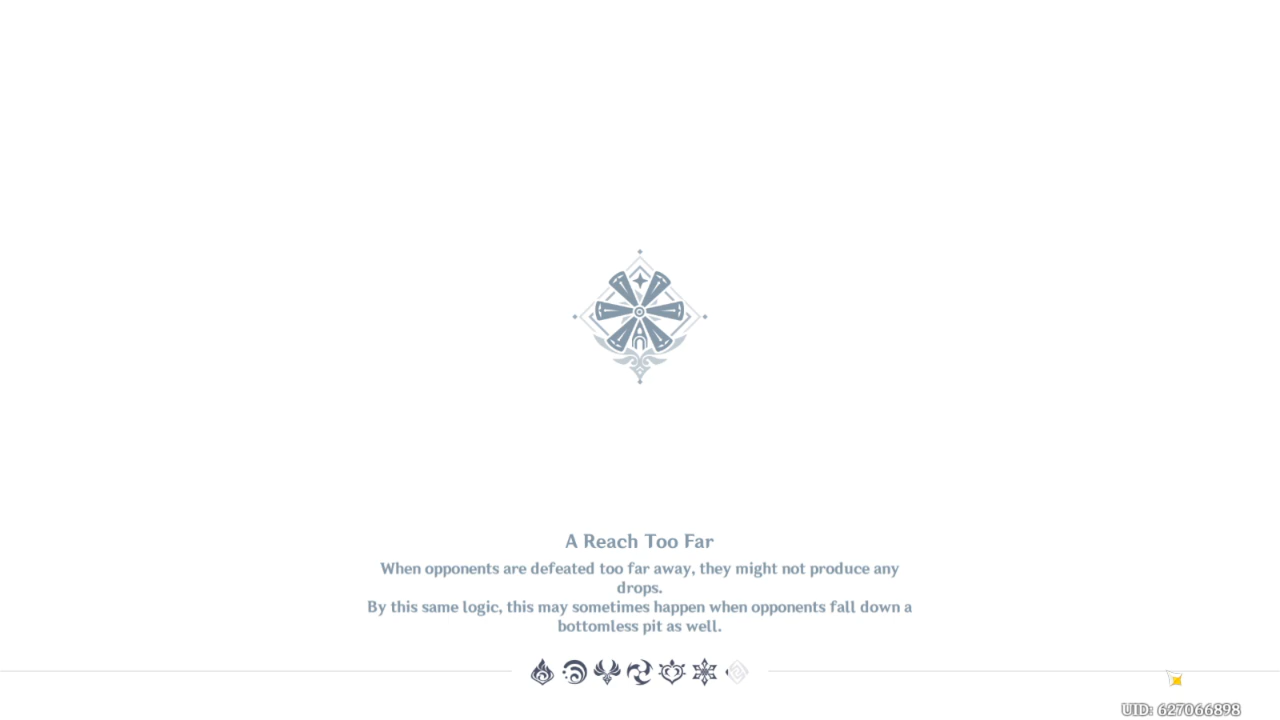 A Reach Too Far
When opponents are defeated too far away, they might not produce any
drops.
By this same logic, this may sometimes happen when opponents fall down a
bottomless pit as well.
UID: 627066898